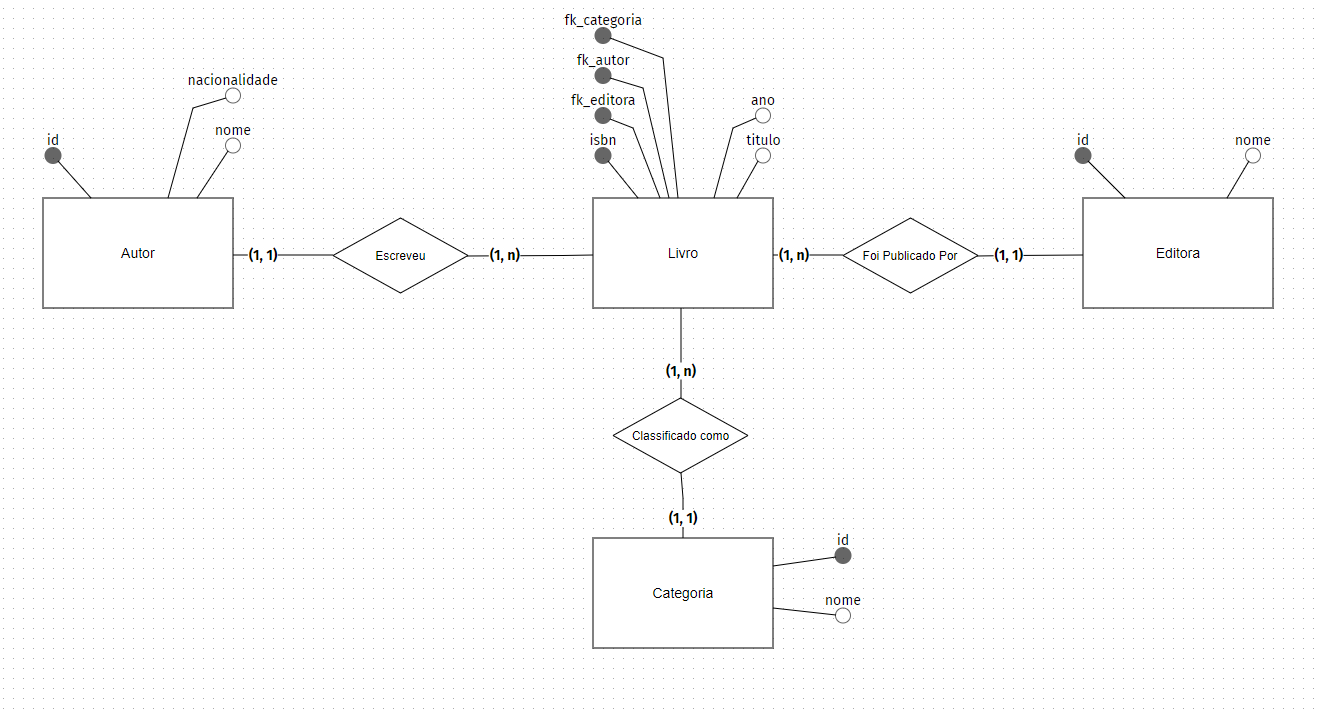 fk_categoria
fk_autor
nacionalidade
fk_editora
ano
nome
id
isbn
titulo
id
nome
Autor
(1, 1)
Escreveu
(1, n)
Livro
(1, n)
Foi Publicado Por
(1, 1)
Editora
(1, n)
Classificado como
(1, 1)
id
Categoria
nome